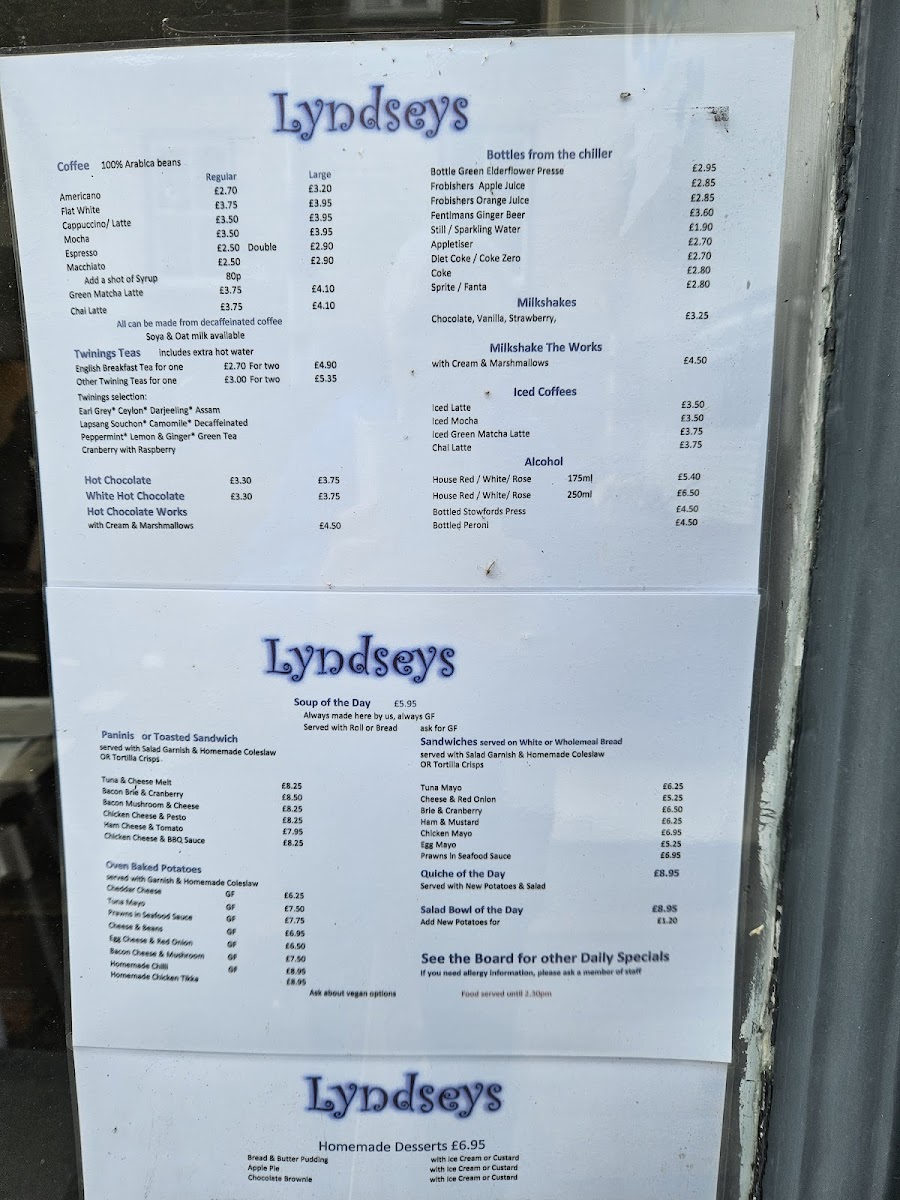 Lyndseys
Coffee 100% Arabica beans
Regular Large
Americano £2.70 £3.20
Flat White £3.75 £3.95
Cappuccino/ Latte £3.50 £3.95
Mocha £3.50 £3.95
Espresso £2.50 Double £2.90
Macchiato £2.50 £2.90
Add a shot of Syrup 80p
Green Matcha Latte £3.75 £4.10
Chai Latte £3.75 £4.10
All can be made from decaffeinated coffee
Soya & Oat milk available
Twinings Teas Includes extra hot water
English Breakfast Tea for one £2.70 For two £4.90
Other Twining Teas for one £3.00 For two £5.35
Twinings selection:
Earl Grey* Ceylon* Darjeeling* Assam
Lapsang Souchon* Camomile* Decaffeinated
Peppermint* Lemon & Ginger* Green Tea
Cranberry with Raspberry
Hot Chocolate £3.30 £3.75
White Hot Chocolate £3.30 £3.75
Hot Chocolate Works
with Cream & Marshmallows £4.50
Bottles from the chiller
Bottle Green Elderflower Presse £2.95
Frobishers Apple Juice £2.85
Frobishers Orange Juice £2.85
Fentimans Ginger Beer £3.60
Still / Sparkling Water £1.90
Appletiser £2.70
Diet Coke / Coke Zero £2.70
Coke £2.80
Sprite / Fanta £2.80
Milkshakes
Chocolate, Vanilla, Strawberry, £3.25
Milkshake The Works
with Cream & Marshmallows £4.50
Iced Coffees
Iced Latte £3.50
Iced Mocha £3.50
Iced Green Matcha Latte £3.75
Chai Latte £3.75
Alcohol
House Red / White/ Rose 175ml £5.40
House Red / White/ Rose 250ml £6.50
Bottled Stowfords Press £4.50
Bottled Peroni £4.50
Lyndseys
Soup of the Day £5.95
Always made here by us, always GF
Served with Roll or Bread ask for GF
Paninis or Toasted Sandwich
served with Salad Garnish & Homemade Coleslaw
OR Tortilla Crisps
Tuna & Cheese Melt £8.25
Bacon Brie & Cranberry £8.50
Bacon Mushroom & Cheese £8.25
Chicken Cheese & Pesto £8.25
Ham Cheese & Tomato £7.95
Chicken Cheese & BBQ Sauce £8.25
Oven Baked Potatoes
served with Garnish & Homemade Coleslaw
Cheddar Cheese GF £6.25
Tuna Mayo GF £7.50
Prawns in Seafood Sauce GF £7.75
Cheese & Beans GF £6.95
Egg Cheese & Red Onion GF £6.50
Bacon Cheese & Mushroom GF £7.50
Homemade Chilli GF £8.95
Homemade Chicken Tikka £8.95
Sandwiches served on White or Wholemeal Bread
served with Salad Garnish & Homemade Coleslaw
OR Tortilla Crisps
Tuna Mayo £6.25
Cheese & Red Onion £5.25
Brie & Cranberry £6.50
Ham & Mustard £6.25
Chicken Mayo £6.95
Egg Mayo £5.25
Prawns in Seafood Sauce £6.95
Quiche of the Day £8.95
Served with New Potatoes & Salad
Salad Bowl of the Day £8.95
Add New Potatoes for £1.20
See the Board for other Daily Specials
If you need allergy information, please ask a member of staff
Ask about vegan options Food served until 2.30pm
Lyndseys
Homemade Desserts £6.95
Bread & Butter Pudding with Ice Cream or Custard
Apple Pie with Ice Cream or Custard
Chocolate Brownie with Ice Cream or Custard